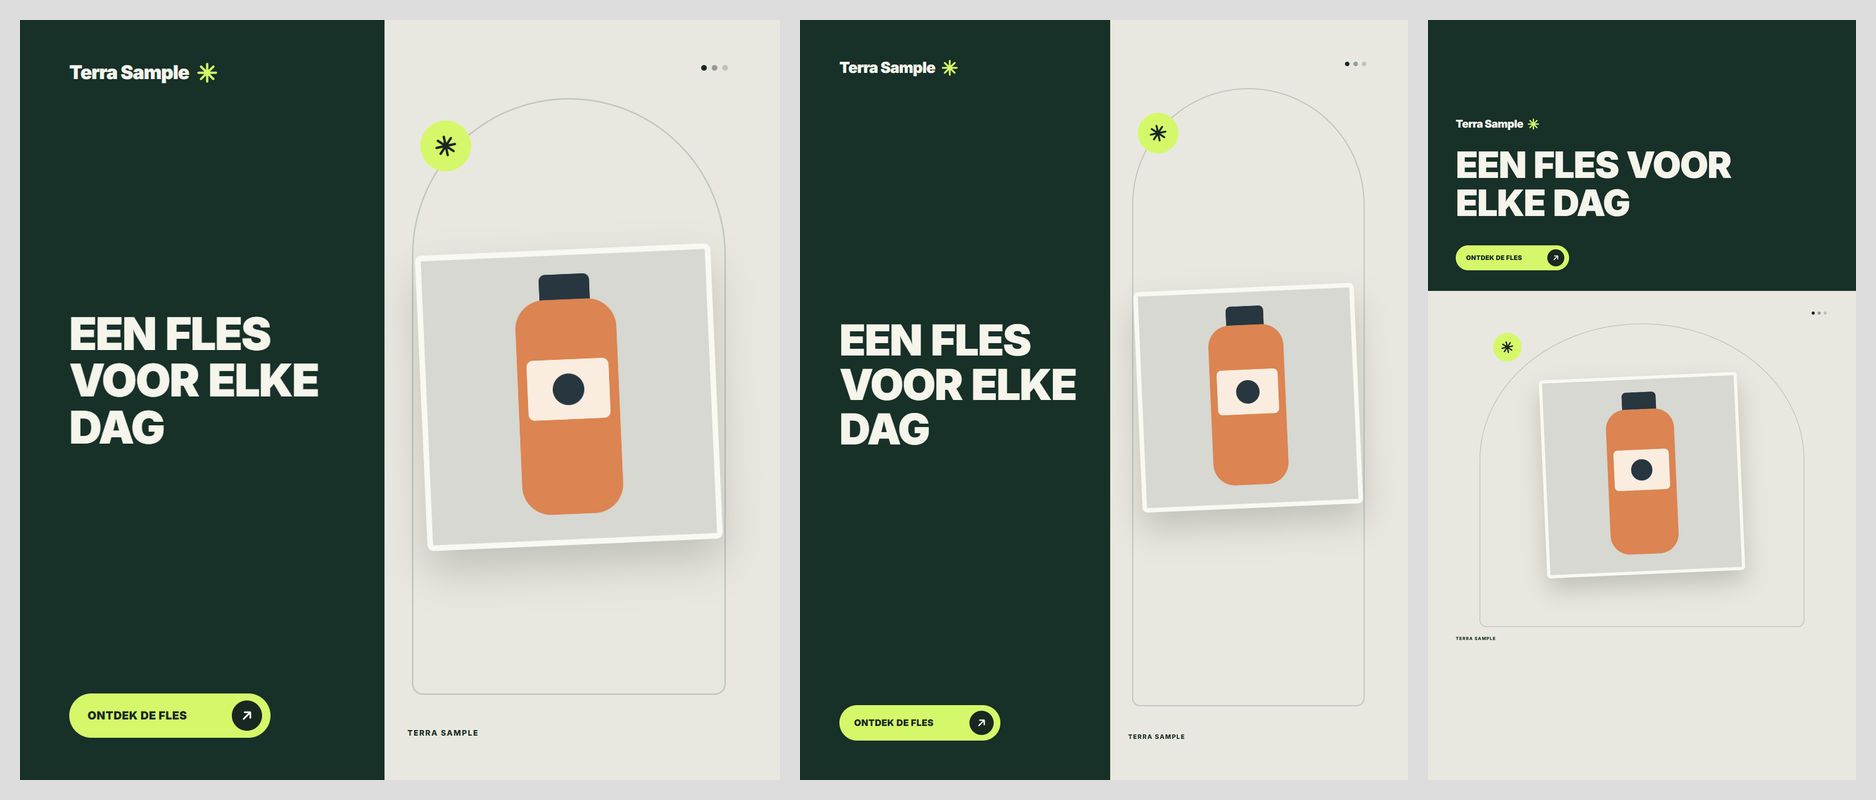 Terra Sample
EEN FLES
VOOR ELKE
DAG
ONTDEK DE FLES
TERRA SAMPLE
Terra Sample
EEN FLES
VOOR ELKE
DAG
ONTDEK DE FLES
TERRA SAMPLE
Terra Sample
EEN FLES VOOR
ELKE DAG
ONTDEK DE FLES
TERRA SAMPLE